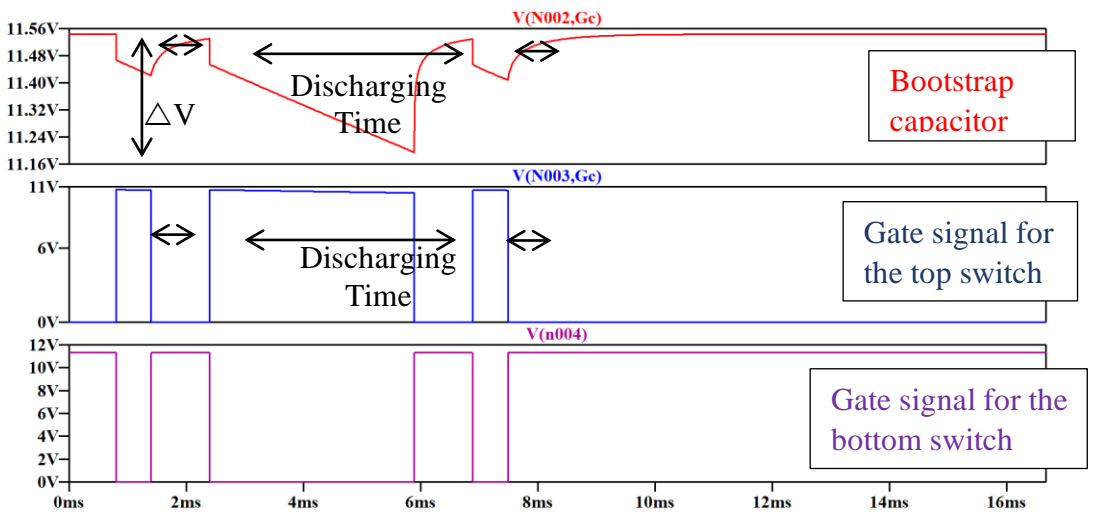 V(N002,Gc)
11.56V
11.48V
11.40V
11.32V
11.24V
11.16V
△V
Discharging
Time
Bootstrap
capacitor
V(N003,Gc)
11V
6V
0V
Discharging
Time
Gate signal for
the top switch
V(n004)
12V
10V
8V
6V
4V
2V
0V
Gate signal for the
bottom switch
0ms 2ms 4ms 6ms 8ms 10ms 12ms 14ms 16ms